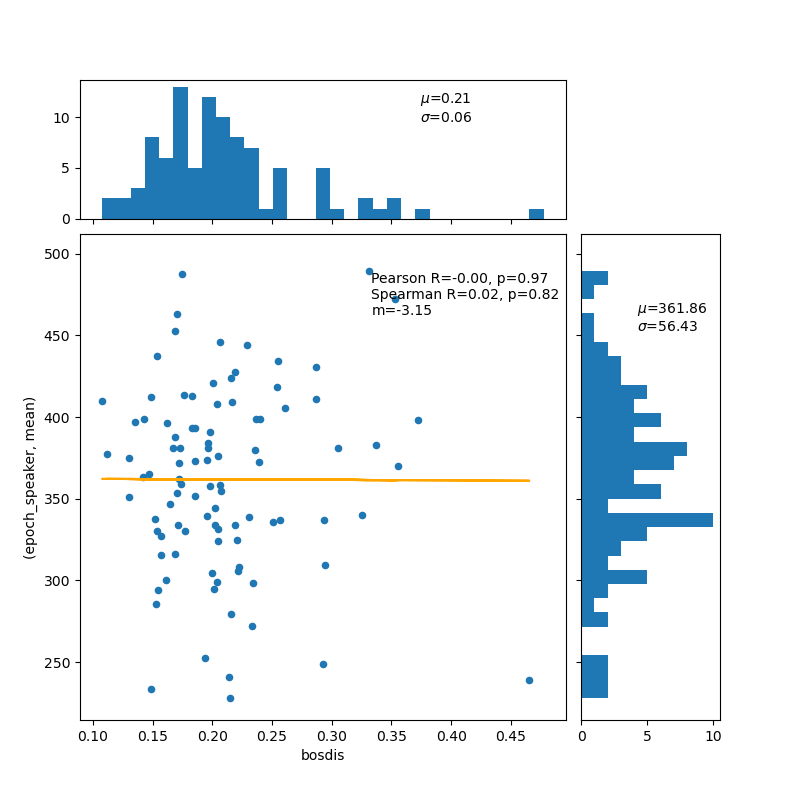 10
5
0
μ=0.21
σ=0.06
500
450
400
350
300
250
(epoch_speaker, mean)
Pearson R=-0.00, p=0.97
Spearman R=0.02, p=0.82
m=-3.15
μ=361.86
σ=56.43
0.10 0.15 0.20 0.25 0.30 0.35 0.40 0.45
bosdis
0 5 10